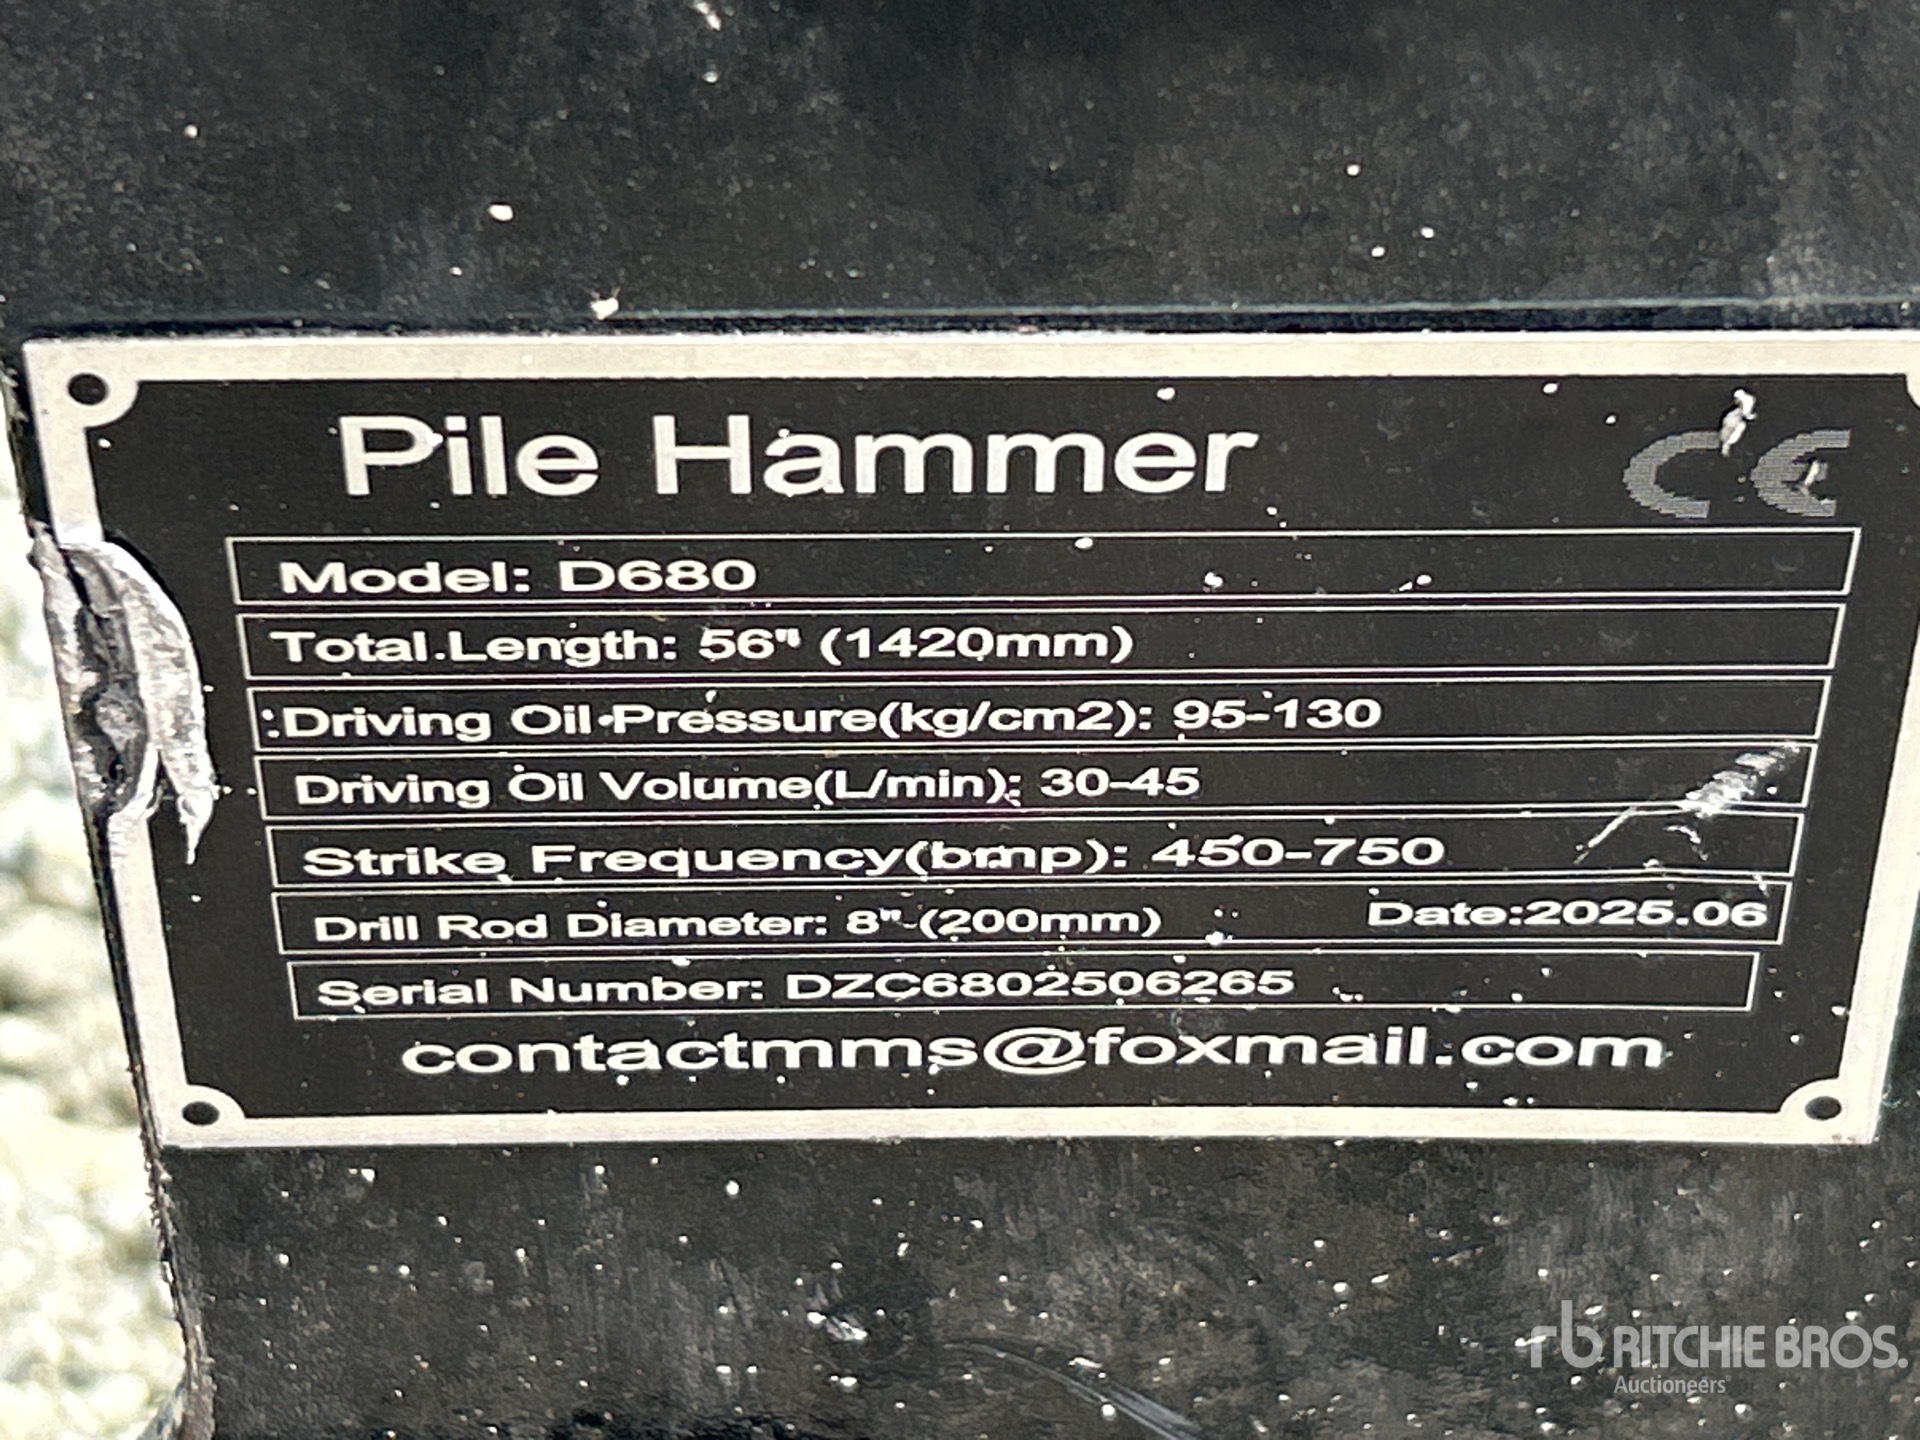 Pile Hammer CE
Model: D680
Total Length: 56" (1420mm)
Driving Oil Pressure(kg/cm2): 95-130
Driving Oil Volume(L/min): 30-45
Strike Frequency(bmp): 450-750
Drill Rod Diameter: 8" (200mm) Date:2025.06
Serial Number: DZC6802506265
contactmms@foxmail.com
rb RITCHIE BROS.
Auctioneers